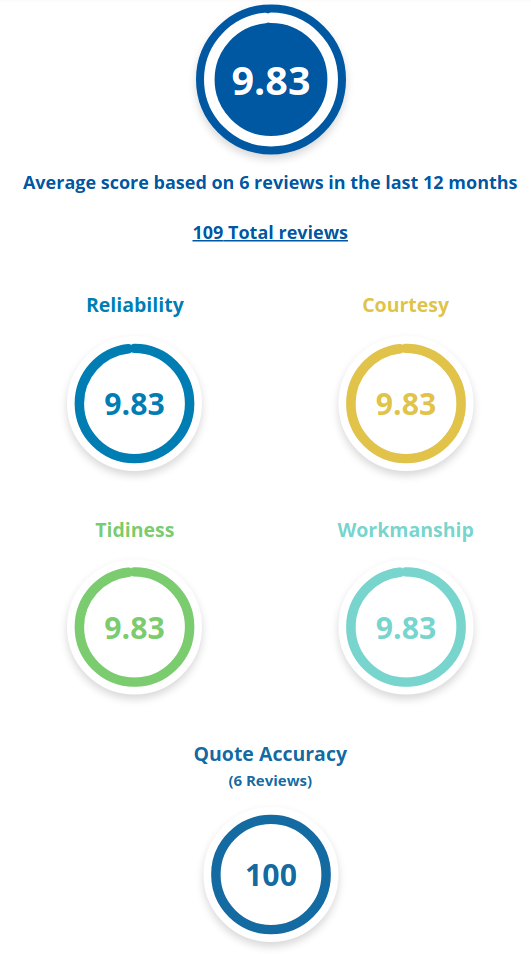 9.83
Average score based on 6 reviews in the last 12 months
109 Total reviews
Reliability
Courtesy
9.83
9.83
Tidiness
Workmanship
9.83
9.83
Quote Accuracy
(6 Reviews)
100